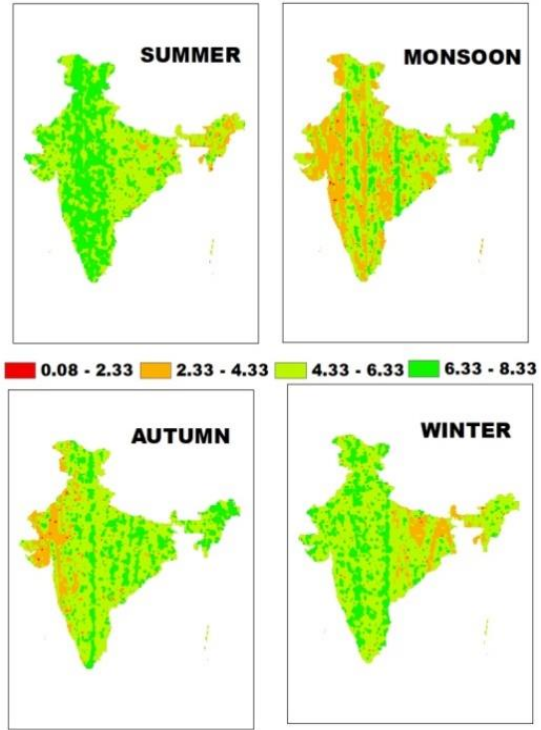 SUMMER
MONSOON
0.08 - 2.33 2.33 - 4.33 4.33 - 6.33 6.33 - 8.33
AUTUMN
WINTER